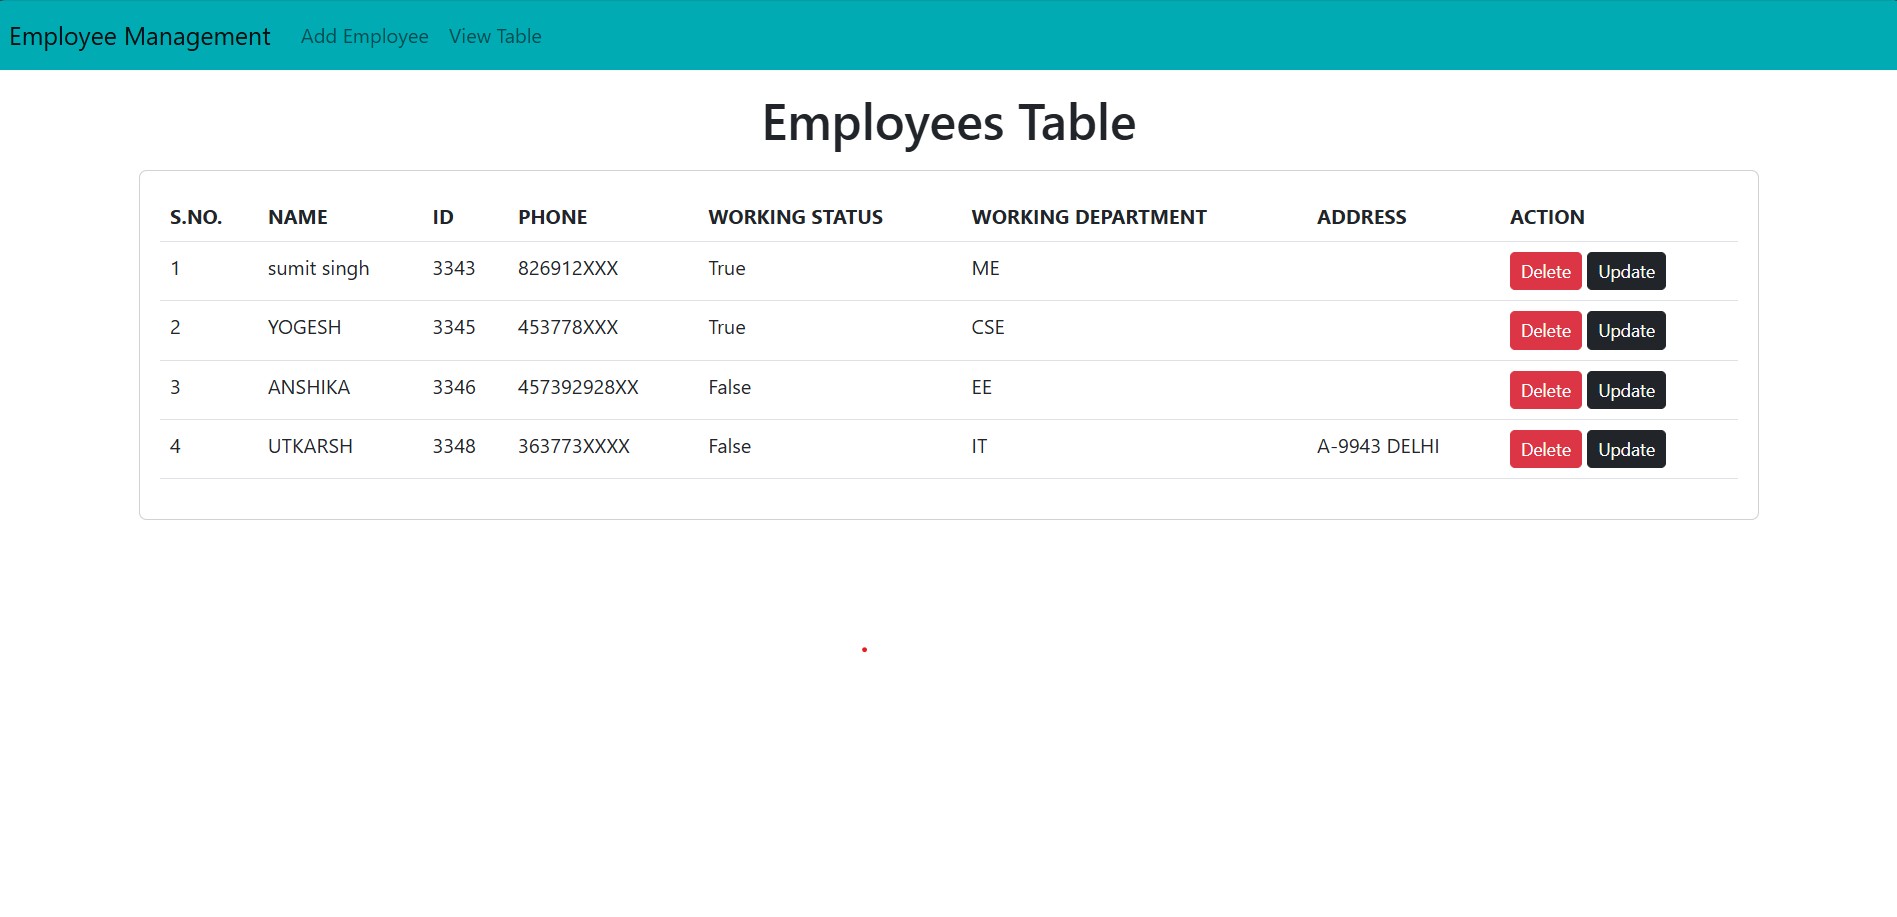 Employee Management Add Employee View Table
Employees Table
S.NO. NAME ID PHONE WORKING STATUS WORKING DEPARTMENT ADDRESS ACTION
1 sumit singh 3343 826912XXX True ME Delete Update
2 YOGESH 3345 453778XXX True CSE Delete Update
3 ANSHIKA 3346 457392928XX False EE Delete Update
4 UTKARSH 3348 363773XXXX False IT A-9943 DELHI Delete Update